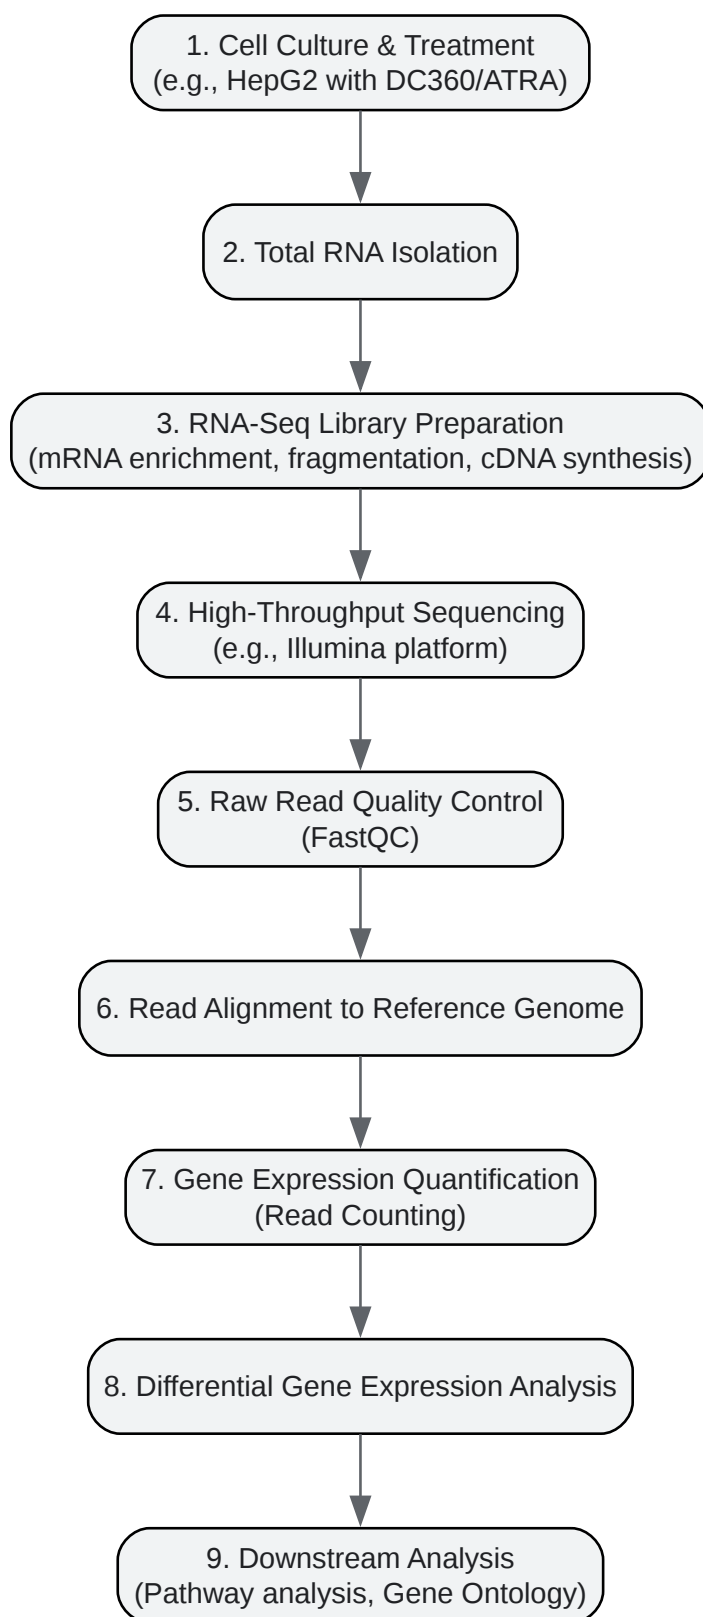 1. Cell Culture & Treatment
(e.g., HepG2 with DC360/ATRA)
2. Total RNA Isolation
3. RNA-Seq Library Preparation
(mRNA enrichment, fragmentation, cDNA synthesis)
4. High-Throughput Sequencing
(e.g., Illumina platform)
5. Raw Read Quality Control
(FastQC)
6. Read Alignment to Reference Genome
7. Gene Expression Quantification
(Read Counting)
8. Differential Gene Expression Analysis
9. Downstream Analysis
(Pathway analysis, Gene Ontology)